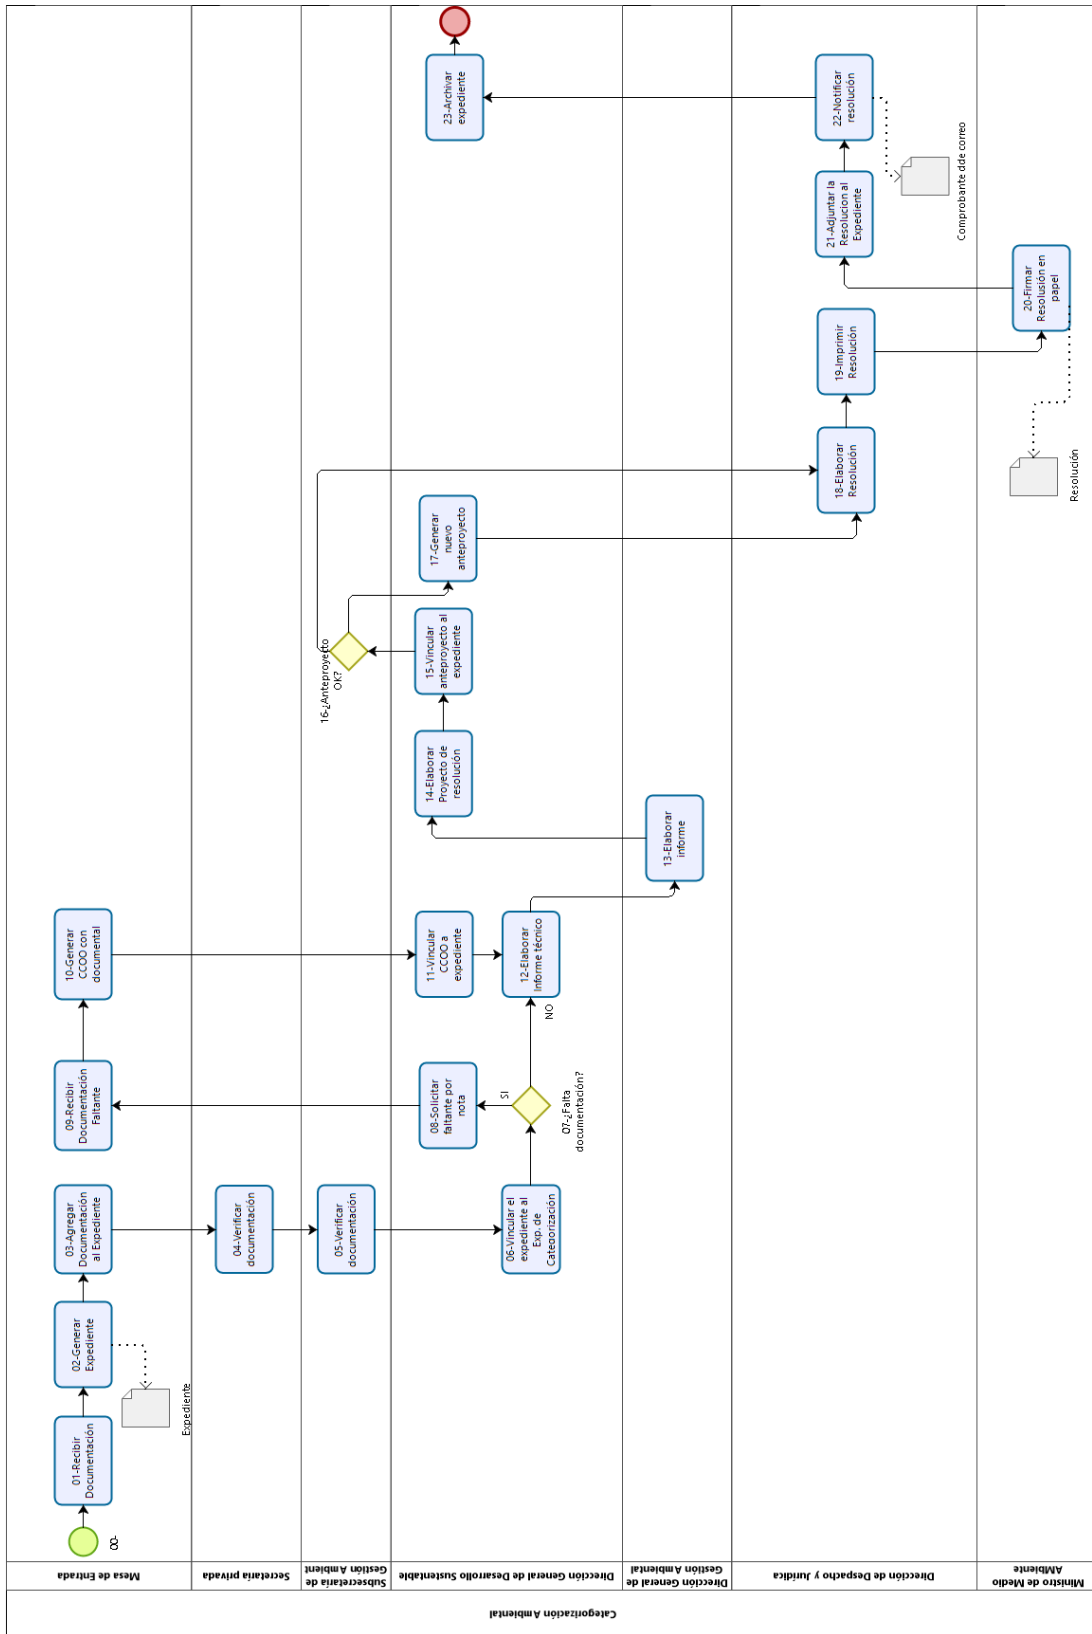 Categorización Ambiental
Mesa de Entrada
00-
01-Recibir
Documentación
02-Generar
Expediente
Expediente
03-Agregar
Documentación
al Expediente
09-Recibir
Documentación
Faltante
10-Generar
CCOO con
documental
Secretaria privada
04-Verificar
documentación
Subsecretaría de
Gestión Ambient
05-Verificar
documentación
16-¿Anteproyecto
OK?
Dirección General de Desarrollo Sustentable
06-Vincular el
expediente al
Exp. de
Categorización
07-¿Falta
documentación?
SI
NO
08-Solicitar
faltante por
nota
11-Vincular
CCOO a
expediente
12-Elaborar
Informe técnico
14-Elaborar
Proyecto de
resolución
15-Vincular
anteproyecto al
expediente
17-Generar
nuevo
anteproyecto
23-Archivar
expediente
Dirección General de
Gestión Ambiental
13-Elaborar
informe
Dirección de Despacho y Jurídica
18-Elaborar
Resolución
19-Imprimir
Resolución
21-Adjuntar la
Resolucion al
Expediente
22-Notificar
resolución
Comprobante dde correo
Ministro de Medio
AMbiente
20-Firmar
Resolusión en
papel
Resolución